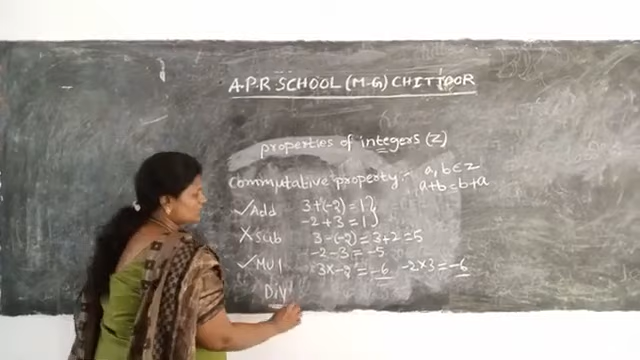 A.P.R SCHOOL (M-G) CHITTOOR
properties of integers (Z)
Commutative property :- a, b ∈ Z
a+b = b+a
✓ Add 3+(-2) = 1 }
-2+3 = 1 }
X Sub 3-(-2) = 3+2 = 5
-2-3 = -5
✓ Mul 3×-2 = -6 -2×3 = -6
Div